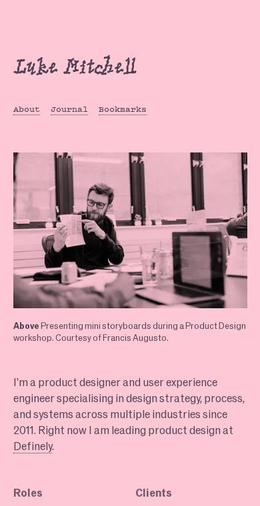 Luke Mitchell
About Journal Bookmarks
Above Presenting mini storyboards during a Product Design
workshop. Courtesy of Francis Augusto.
I'm a product designer and user experience
engineer specialising in design strategy, process,
and systems across multiple industries since
2011. Right now I am leading product design at
Definely.
Roles Clients